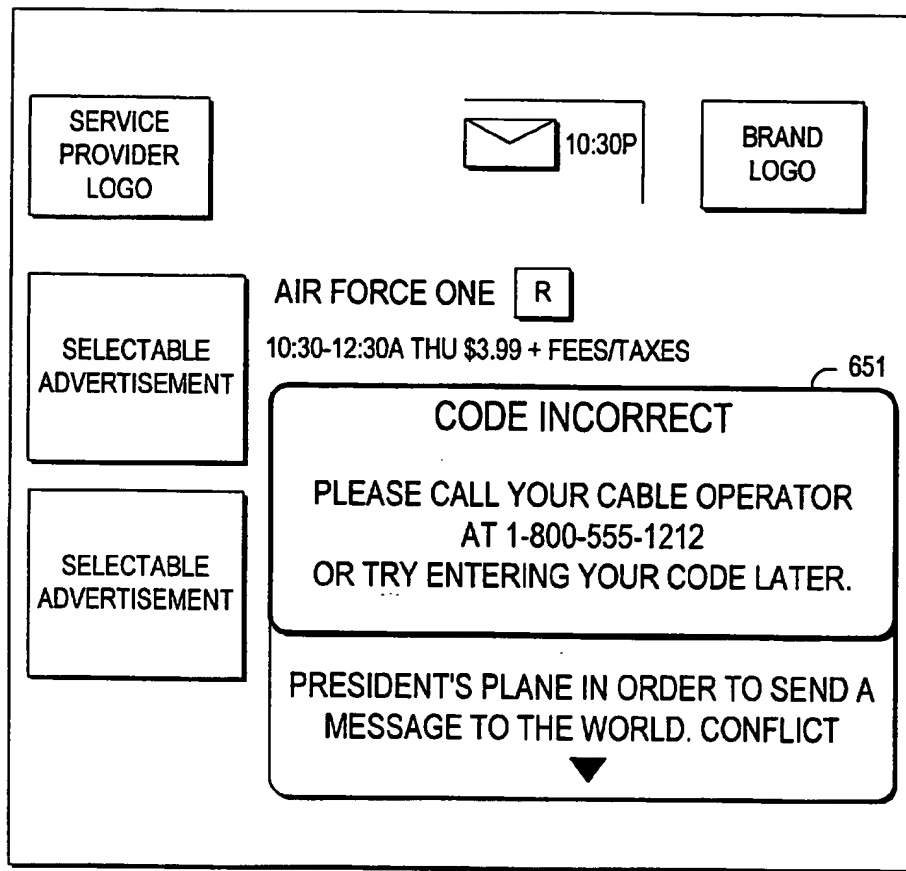 SERVICE
PROVIDER
LOGO
10:30P
BRAND
LOGO
SELECTABLE
ADVERTISEMENT
AIR FORCE ONE R
10:30-12:30A THU $3.99 + FEES/TAXES
651
CODE INCORRECT
PLEASE CALL YOUR CABLE OPERATOR
AT 1-800-555-1212
OR TRY ENTERING YOUR CODE LATER.
SELECTABLE
ADVERTISEMENT
PRESIDENT'S PLANE IN ORDER TO SEND A
MESSAGE TO THE WORLD. CONFLICT